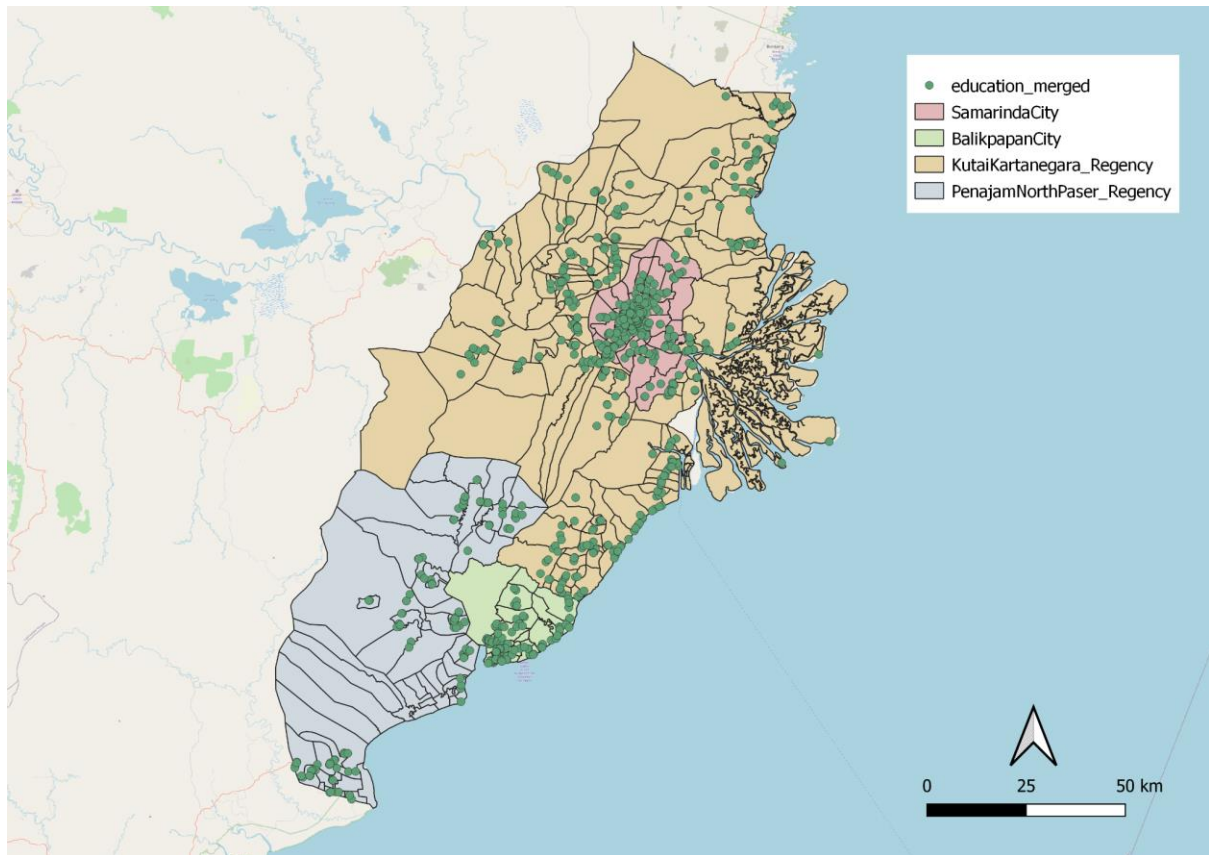 education_merged
SamarindaCity
BalikpapanCity
KutaiKartanegara_Regency
PenajamNorthPaser_Regency
0 25 50 km